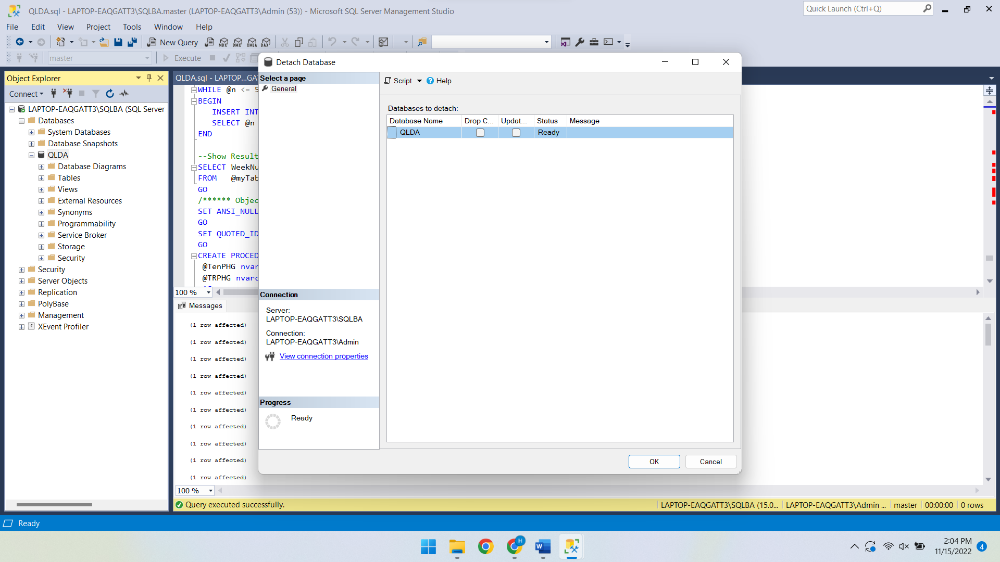 QLDA.sql - LAPTOP-EAQGATT3\SQLBA.master (LAPTOP-EAQGATT3\Admin (53)) - Microsoft SQL Server Management Studio
Quick Launch (Ctrl+Q)
File Edit View Project Tools Window Help
New Query MDX DMX XMLA DAX
master Execute
Object Explorer
Connect
LAPTOP-EAQGATT3\SQLBA (SQL Server
Databases
System Databases
Database Snapshots
QLDA
Database Diagrams
Tables
Views
External Resources
Synonyms
Programmability
Service Broker
Storage
Security
Security
Server Objects
Replication
PolyBase
Management
XEvent Profiler
QLDA.sql - LAPTOP...GA
WHILE @n <= 5
BEGIN
INSERT INT
SELECT @n
END
--Show Result
SELECT WeekNu
FROM @myTab
GO
/****** Objec
SET ANSI_NULL
GO
SET QUOTED_ID
GO
CREATE PROCED
@TenPHG nvar
@TRPHG nvarc
100 %
Messages
(1 row affected)
(1 row affected)
(1 row affected)
(1 row affected)
(1 row affected)
(1 row affected)
(1 row affected)
(1 row affected)
(1 row affected)
(1 row affected)
100 %
Detach Database
Select a page
General
Script Help
Databases to detach:
Database Name Drop C... Updat... Status Message
QLDA Ready
Connection
Server:
LAPTOP-EAQGATT3\SQLBA
Connection:
LAPTOP-EAQGATT3\Admin
View connection properties
Progress
Ready
OK Cancel
Query executed successfully. LAPTOP-EAQGATT3\SQLBA (15.0... LAPTOP-EAQGATT3\Admin ... master 00:00:00 0 rows
Ready
H
W
2:04 PM
11/15/2022
4